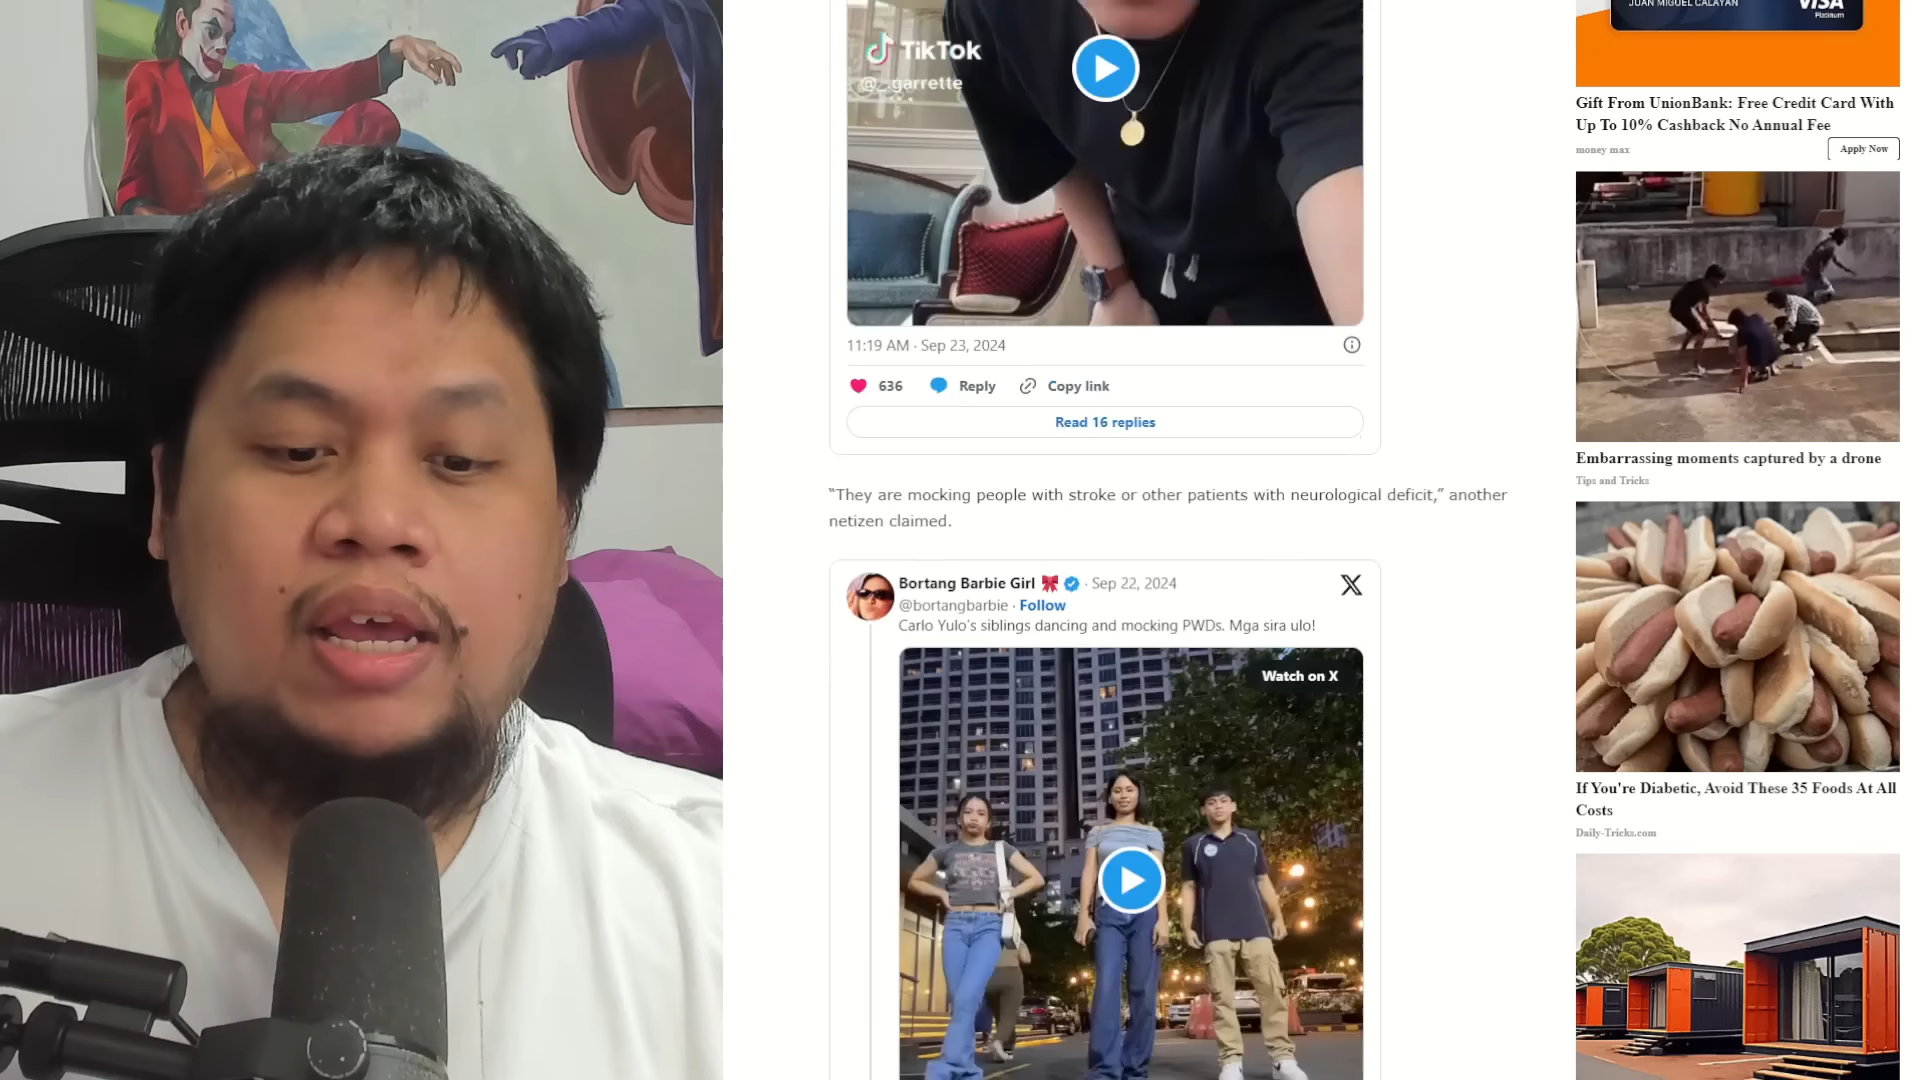 TikTok
@_garrette
11:19 AM · Sep 23, 2024
636 Reply Copy link
Read 16 replies
“They are mocking people with stroke or other patients with neurological deficit,” another
netizen claimed.
Bortang Barbie Girl · Sep 22, 2024
@bortangbarbie · Follow
Carlo Yulo's siblings dancing and mocking PWDs. Mga sira ulo!
Watch on X
JUAN MIGUEL CALAYAN
VISA
Platinum
Gift From UnionBank: Free Credit Card With
Up To 10% Cashback No Annual Fee
money max
Apply Now
Embarrassing moments captured by a drone
Tips and Tricks
If You're Diabetic, Avoid These 35 Foods At All
Costs
Daily-Tricks.com